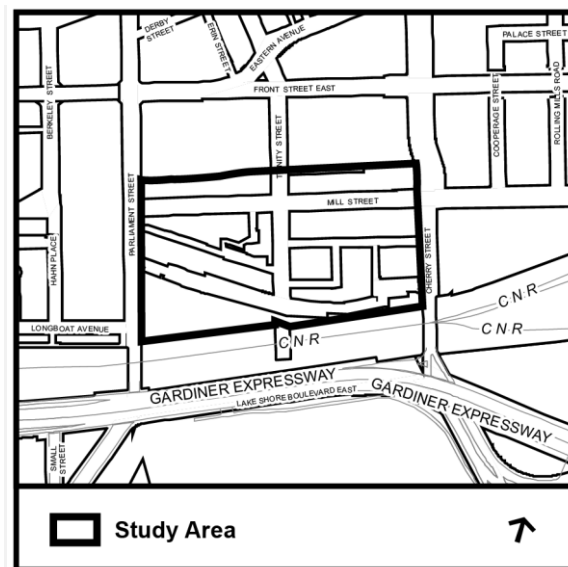 DERBY
STREET
ERIN STREET
EASTERN AVENUE
PALACE STREET
BERKELEY STREET
FRONT STREET EAST
COOPERAGE STREET
ROLLING MILLS ROAD
TRINITY STREET
PARLIAMENT STREET
MILL STREET
HAHN PLACE
CHERRY STREET
LONGBOAT AVENUE
CNR
CNR
CNR
GARDINER EXPRESSWAY
LAKE SHORE BOULEVARD EAST
GARDINER EXPRESSWAY
SMALL
STREET
Study Area